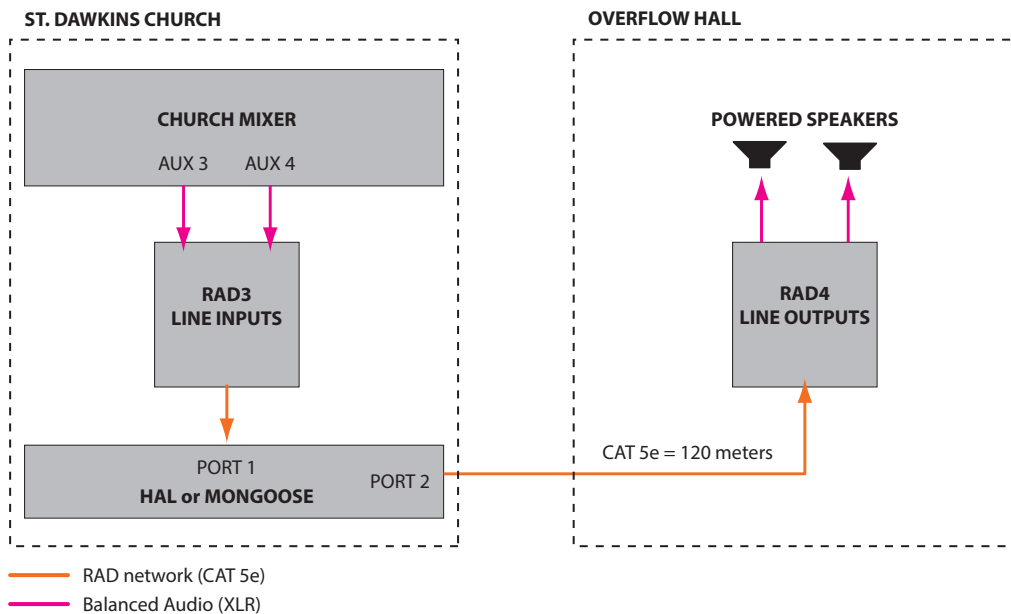 ST. DAWKINS CHURCH
CHURCH MIXER
AUX 3
AUX 4
RAD3
LINE INPUTS
PORT 1
HAL or MONGOOSE
PORT 2
OVERFLOW HALL
POWERED SPEAKERS
RAD4
LINE OUTPUTS
CAT 5e = 120 meters
RAD network (CAT 5e)
Balanced Audio (XLR)